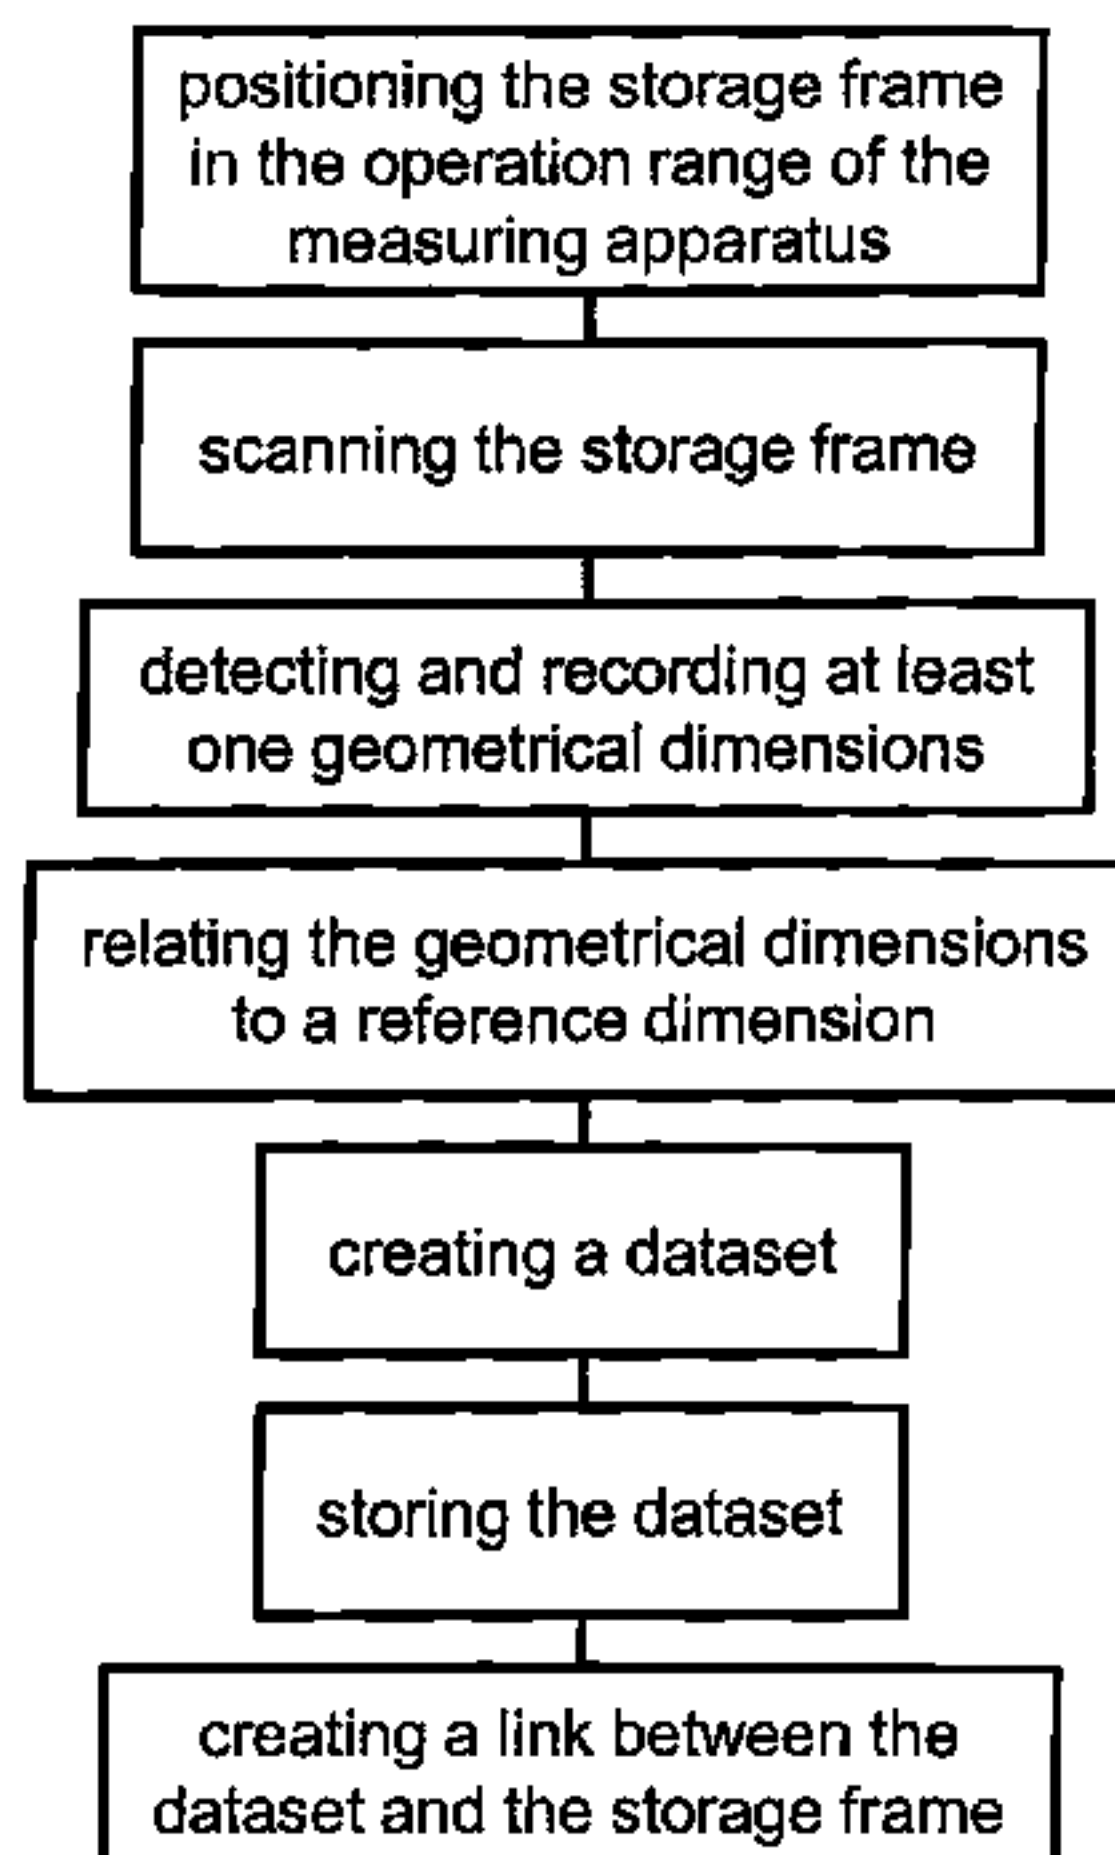 positioning the storage frame
in the operation range of the
measuring apparatus
scanning the storage frame
detecting and recording at least
one geometrical dimensions
relating the geometrical dimensions
to a reference dimension
creating a dataset
storing the dataset
creating a link between the
dataset and the storage frame